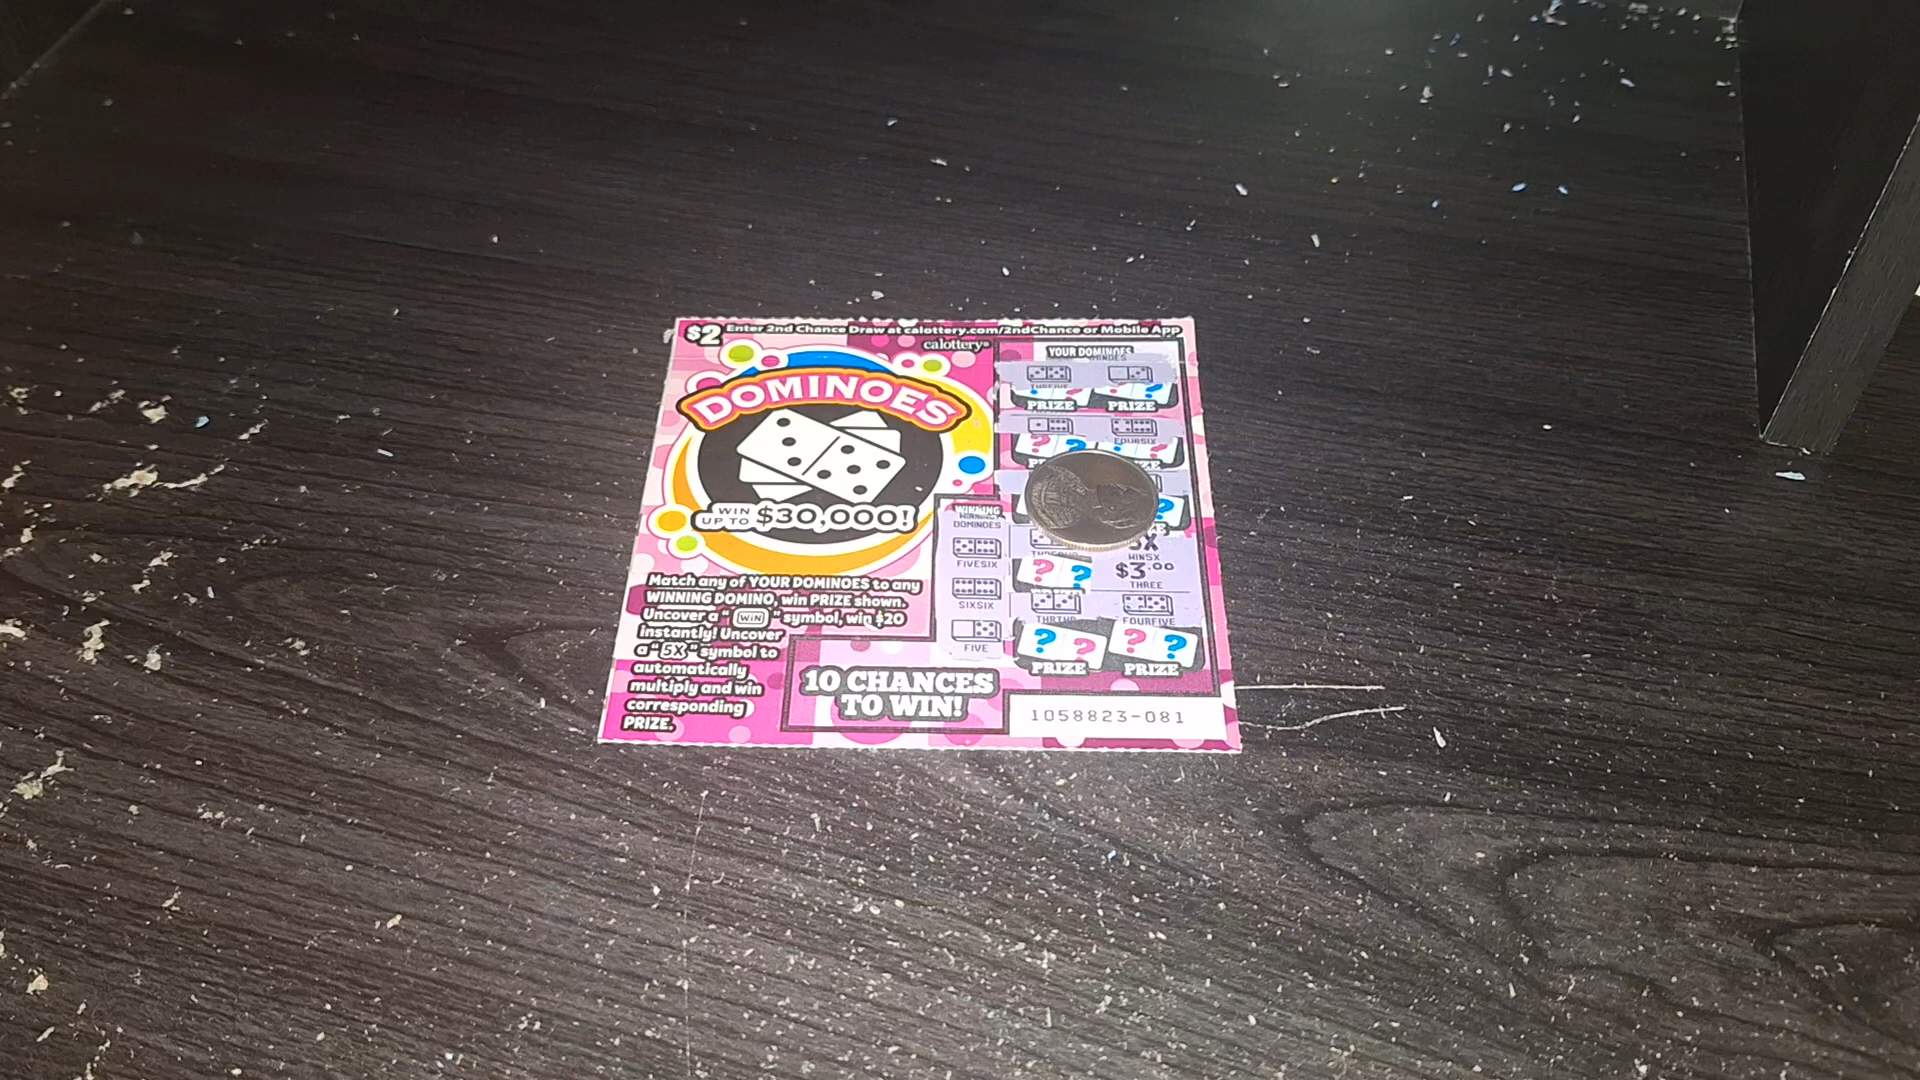 $2 Enter 2nd Chance Draw at calottery.com/2ndChance or Mobile App
calottery®
DOMINOES
WIN
UP TO $30,000!
Match any of YOUR DOMINOES to any
WINNING DOMINO, win PRIZE shown.
Uncover a " WIN " symbol, win $20
instantly! Uncover
a " 5X " symbol to
automatically
multiply and win
corresponding
PRIZE.
10 CHANCES
TO WIN!
WINNING
DOMINOES
FIVESIX
SIXSIX
FIVE
YOUR DOMINOES
? ? ?
PRIZE PRIZE
FOURSIX
? ? ?
?
5X
WIN5X
? ? $3.00
THREE
FOURFIVE
? ? ? ?
PRIZE PRIZE
1058823-081